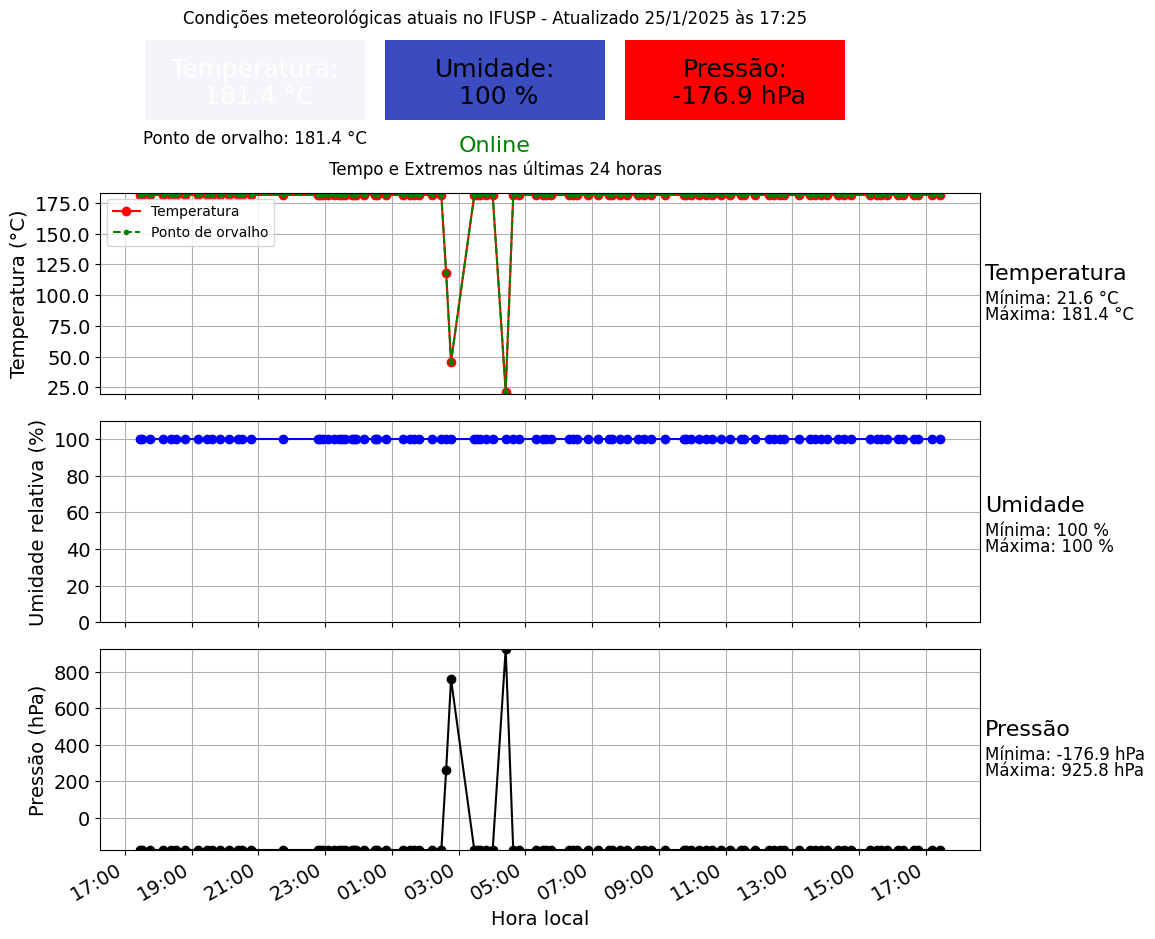 Condições meteorológicas atuais no IFUSP - Atualizado 25/1/2025 às 17:25
Temperatura:
181.4 °C
Umidade:
100 %
Pressão:
-176.9 hPa
Ponto de orvalho: 181.4 °C
Online
Tempo e Extremos nas últimas 24 horas
Temperatura (°C)
175.0
150.0
125.0
100.0
75.0
50.0
25.0
Temperatura
Ponto de orvalho
Temperatura
Mínima: 21.6 °C
Máxima: 181.4 °C
Umidade relativa (%)
100
80
60
40
20
0
Umidade
Mínima: 100 %
Máxima: 100 %
Pressão (hPa)
800
600
400
200
0
Pressão
Mínima: -176.9 hPa
Máxima: 925.8 hPa
17:00
19:00
21:00
23:00
01:00
03:00
05:00
07:00
09:00
11:00
13:00
15:00
17:00
Hora local